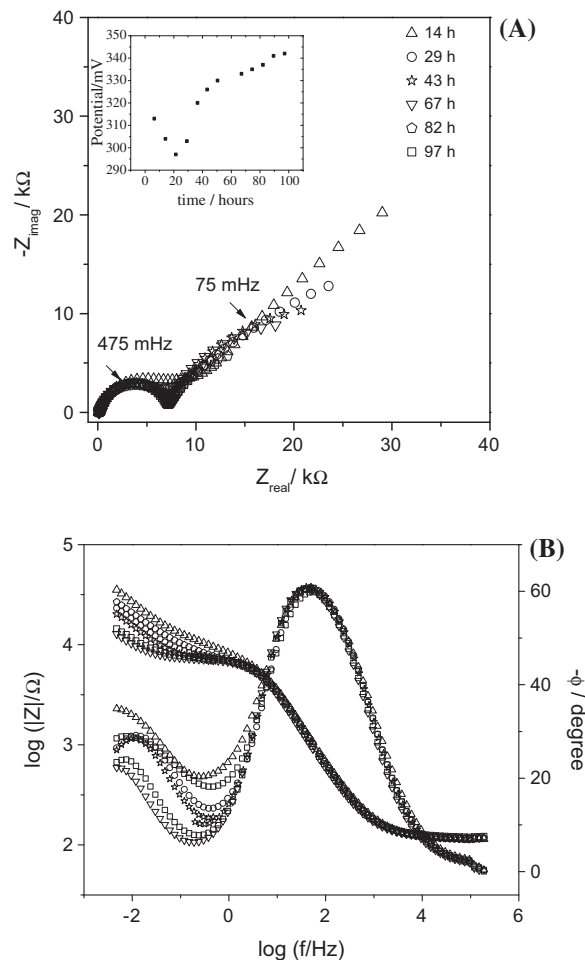 (A)
40
30
20
10
0
-Z_imag/ kΩ
0 10 20 30 40
Z_real/ kΩ
350
340
330
320
310
300
290
Potential/mV
0 20 40 60 80 100
time / hours
14 h
29 h
43 h
67 h
82 h
97 h
75 mHz
475 mHz
(B)
5
4
3
2
log (|Z|/Ω)
60
40
20
0
-ϕ / degree
-2 0 2 4 6
log (f/Hz)